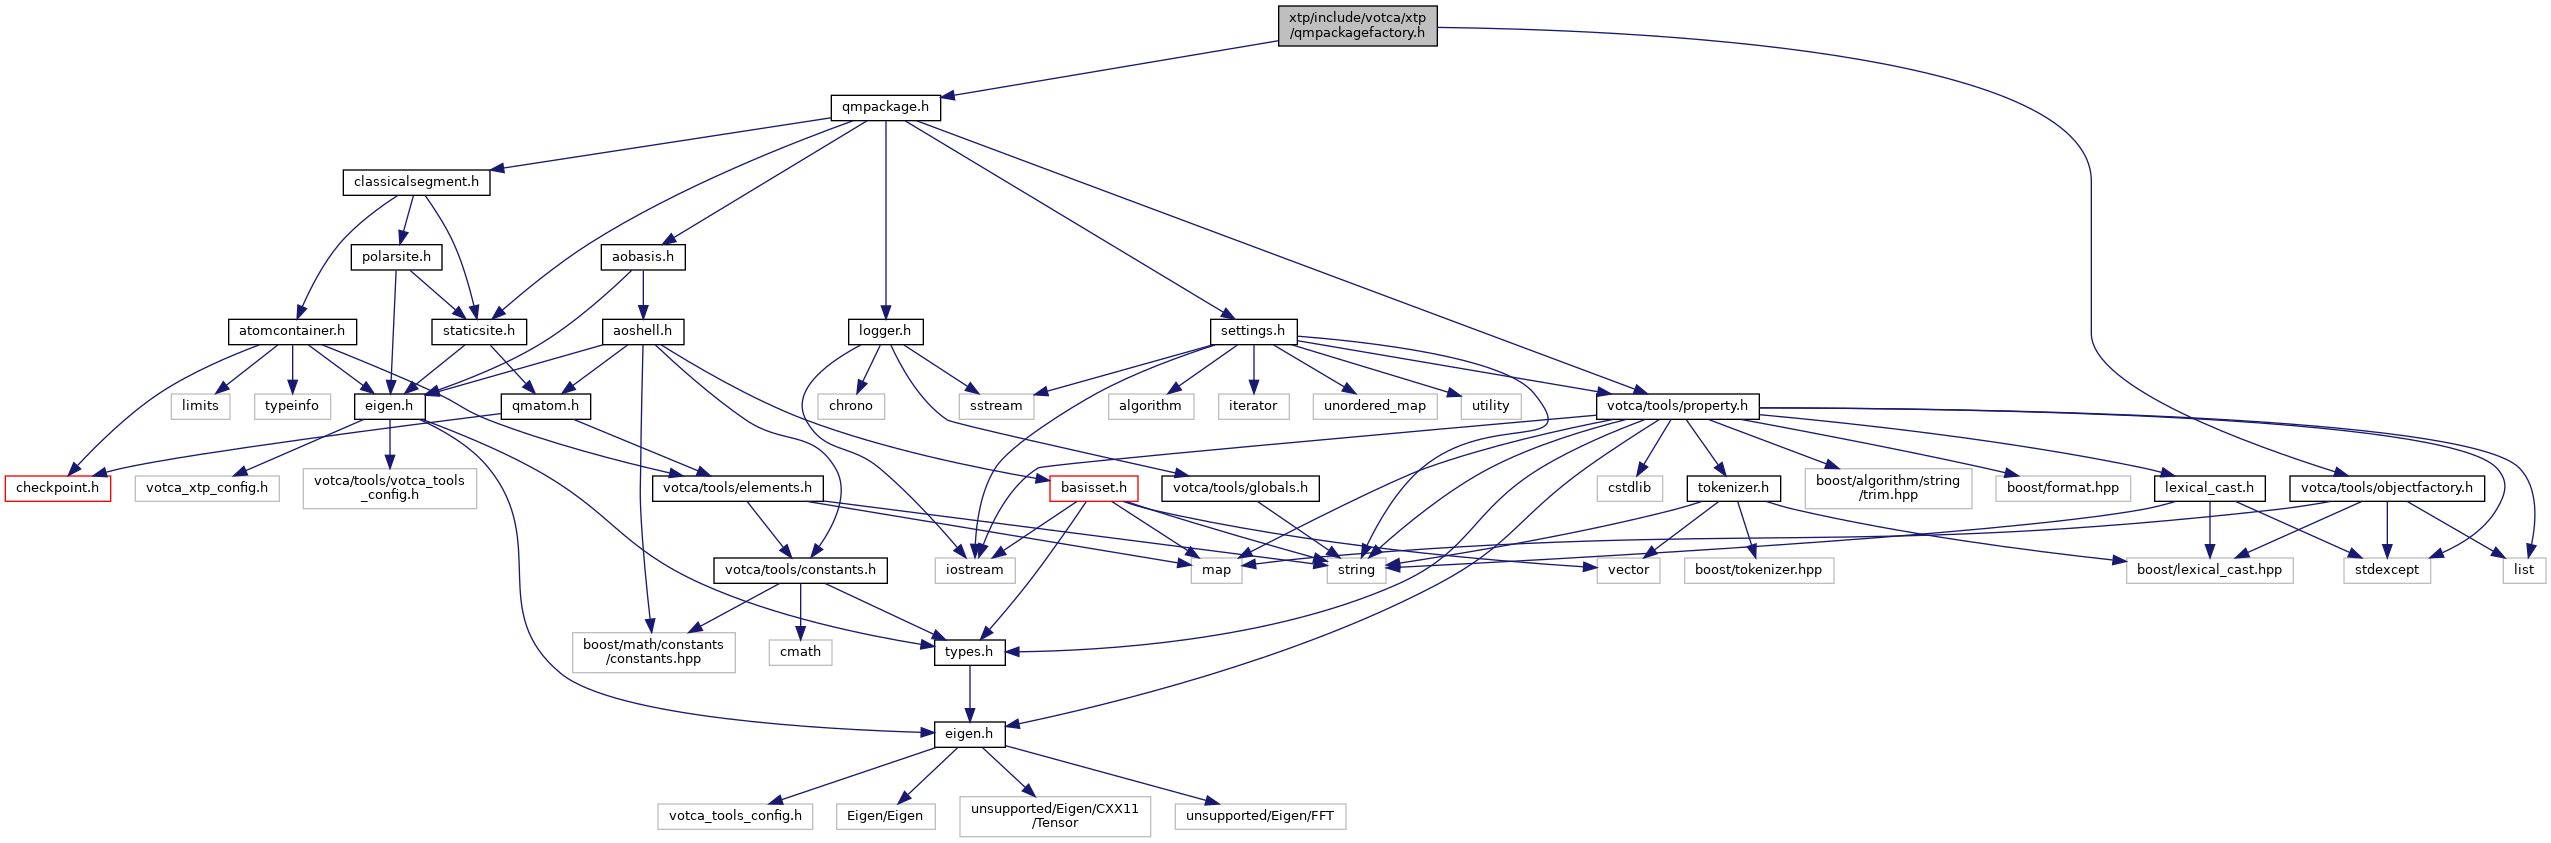 xtp/include/votca/xtp
/qmpackagefactory.h
qmpackage.h
classicalsegment.h
polarsite.h
aobasis.h
atomcontainer.h
staticsite.h
aoshell.h
logger.h
settings.h
limits
typeinfo
eigen.h
qmatom.h
chrono
sstream
algorithm
iterator
unordered_map
utility
votca/tools/property.h
checkpoint.h
votca_xtp_config.h
votca/tools/votca_tools
_config.h
votca/tools/elements.h
basisset.h
votca/tools/globals.h
cstdlib
tokenizer.h
boost/algorithm/string
/trim.hpp
boost/format.hpp
lexical_cast.h
votca/tools/objectfactory.h
votca/tools/constants.h
iostream
map
string
vector
boost/tokenizer.hpp
boost/lexical_cast.hpp
stdexcept
list
boost/math/constants
/constants.hpp
cmath
types.h
eigen.h
votca_tools_config.h
Eigen/Eigen
unsupported/Eigen/CXX11
/Tensor
unsupported/Eigen/FFT